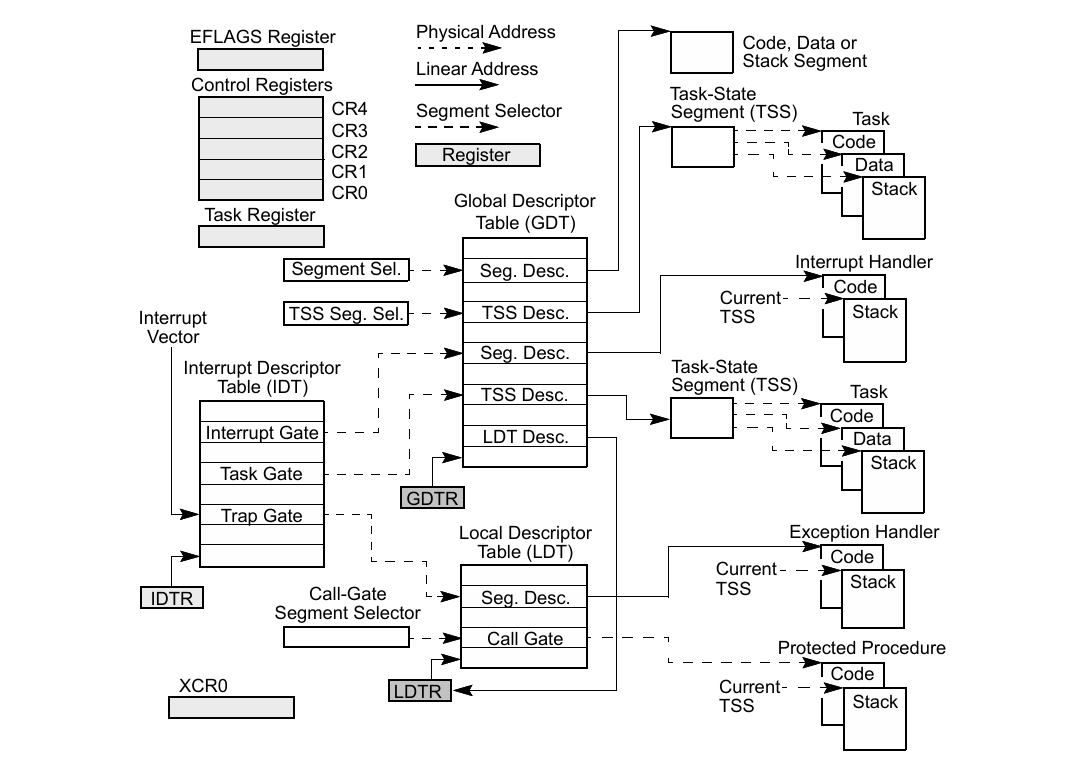 EFLAGS Register
Control Registers
CR4
CR3
CR2
CR1
CR0
Task Register
Physical Address
Linear Address
Segment Selector
Register
Code, Data or
Stack Segment
Task-State
Segment (TSS)
Task
Code
Data
Stack
Global Descriptor
Table (GDT)
Segment Sel.
Seg. Desc.
TSS Seg. Sel.
TSS Desc.
Seg. Desc.
TSS Desc.
LDT Desc.
GDTR
Interrupt Handler
Code
Current
TSS
Stack
Interrupt
Vector
Interrupt Descriptor
Table (IDT)
Interrupt Gate
Task Gate
Trap Gate
IDTR
Task-State
Segment (TSS)
Task
Code
Data
Stack
Local Descriptor
Table (LDT)
Call-Gate
Segment Selector
Seg. Desc.
Call Gate
LDTR
Exception Handler
Code
Current
TSS
Stack
Protected Procedure
Code
Current
TSS
Stack
XCR0